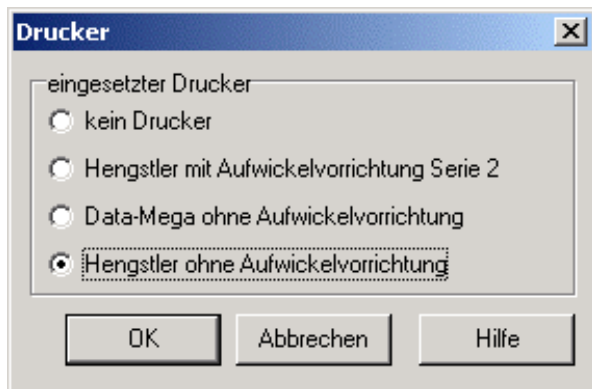 Drucker
eingesetzter Drucker
kein Drucker
Hengstler mit Aufwickelvorrichtung Serie 2
Data-Mega ohne Aufwickelvorrichtung
Hengstler ohne Aufwickelvorrichtung
OK Abbrechen Hilfe